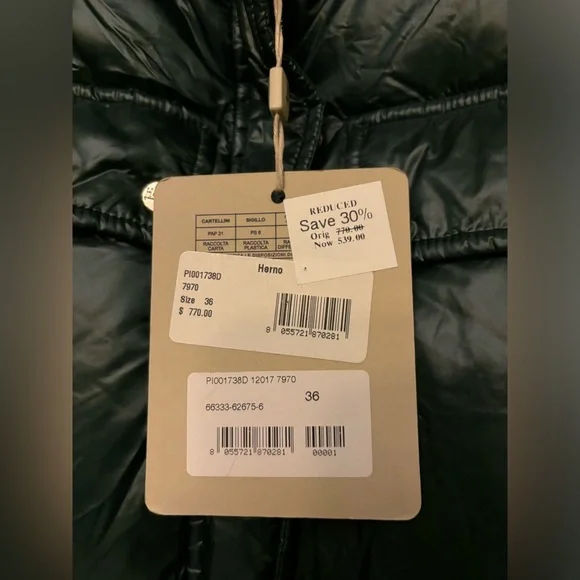 CARTELLINI SIGILLO
PAP 21 PS 6
RACCOLTA CARTA RACCOLTA PLASTICA
REDUCED
Save 30%
Orig 770.00
Now 539.00
PI001738D Herno
7970
Size 36
$ 770.00
8 055721 870281
PI001738D 12017 7970
36
66333-62675-6
8 055721 870281 00001